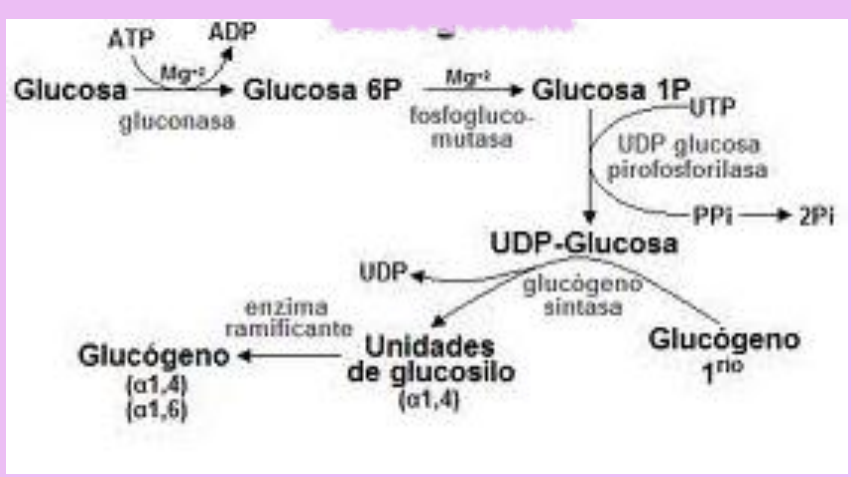 ATP
ADP
Mg+2
Glucosa
gluconasa
Glucosa 6P
Mg+2
fosfogluco-
mutasa
Glucosa 1P
UTP
UDP glucosa
pirofosforilasa
PPi
2Pi
UDP-Glucosa
UDP
glucógeno
sintasa
enzima
ramificante
Glucógeno
(α1,4)
(α1,6)
Unidades
de glucosilo
(α1,4)
Glucógeno
1rio